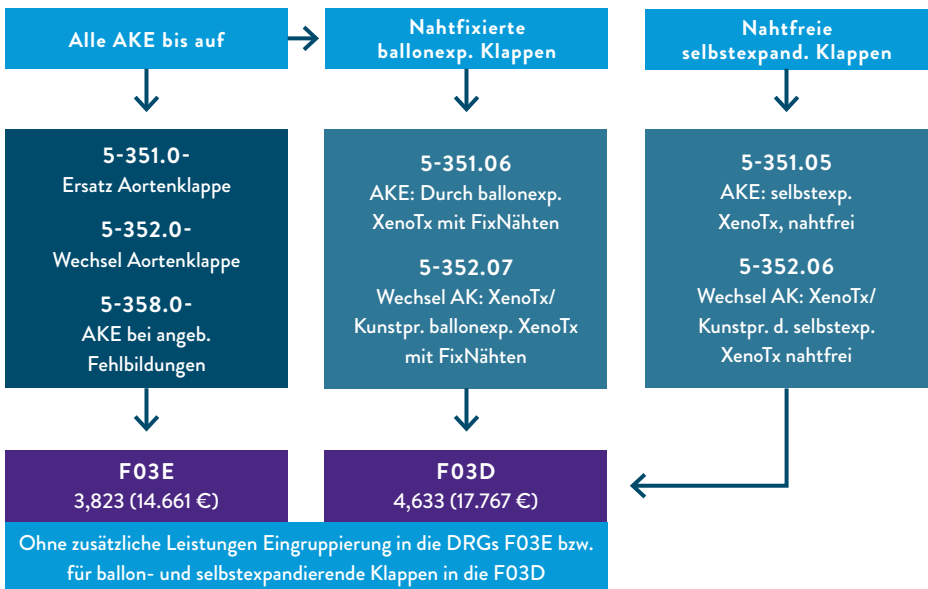 Alle AKE bis auf
Nahtfixierte
ballonexp. Klappen
Nahtfreie
selbstexpand. Klappen
5-351.0-
Ersatz Aortenklappe
5-352.0-
Wechsel Aortenklappe
5-358.0-
AKE bei angeb.
Fehlbildungen
5-351.06
AKE: Durch ballonexp.
XenoTx mit FixNähten
5-352.07
Wechsel AK: XenoTx/
Kunstpr. ballonexp. XenoTx
mit FixNähten
5-351.05
AKE: selbstexp.
XenoTx, nahtfrei
5-352.06
Wechsel AK: XenoTx/
Kunstpr. d. selbstexp.
XenoTx nahtfrei
F03E
3,823 (14.661 €)
F03D
4,633 (17.767 €)
Ohne zusätzliche Leistungen Eingruppierung in die DRGs F03E bzw.
für ballon- und selbstexpandierende Klappen in die F03D